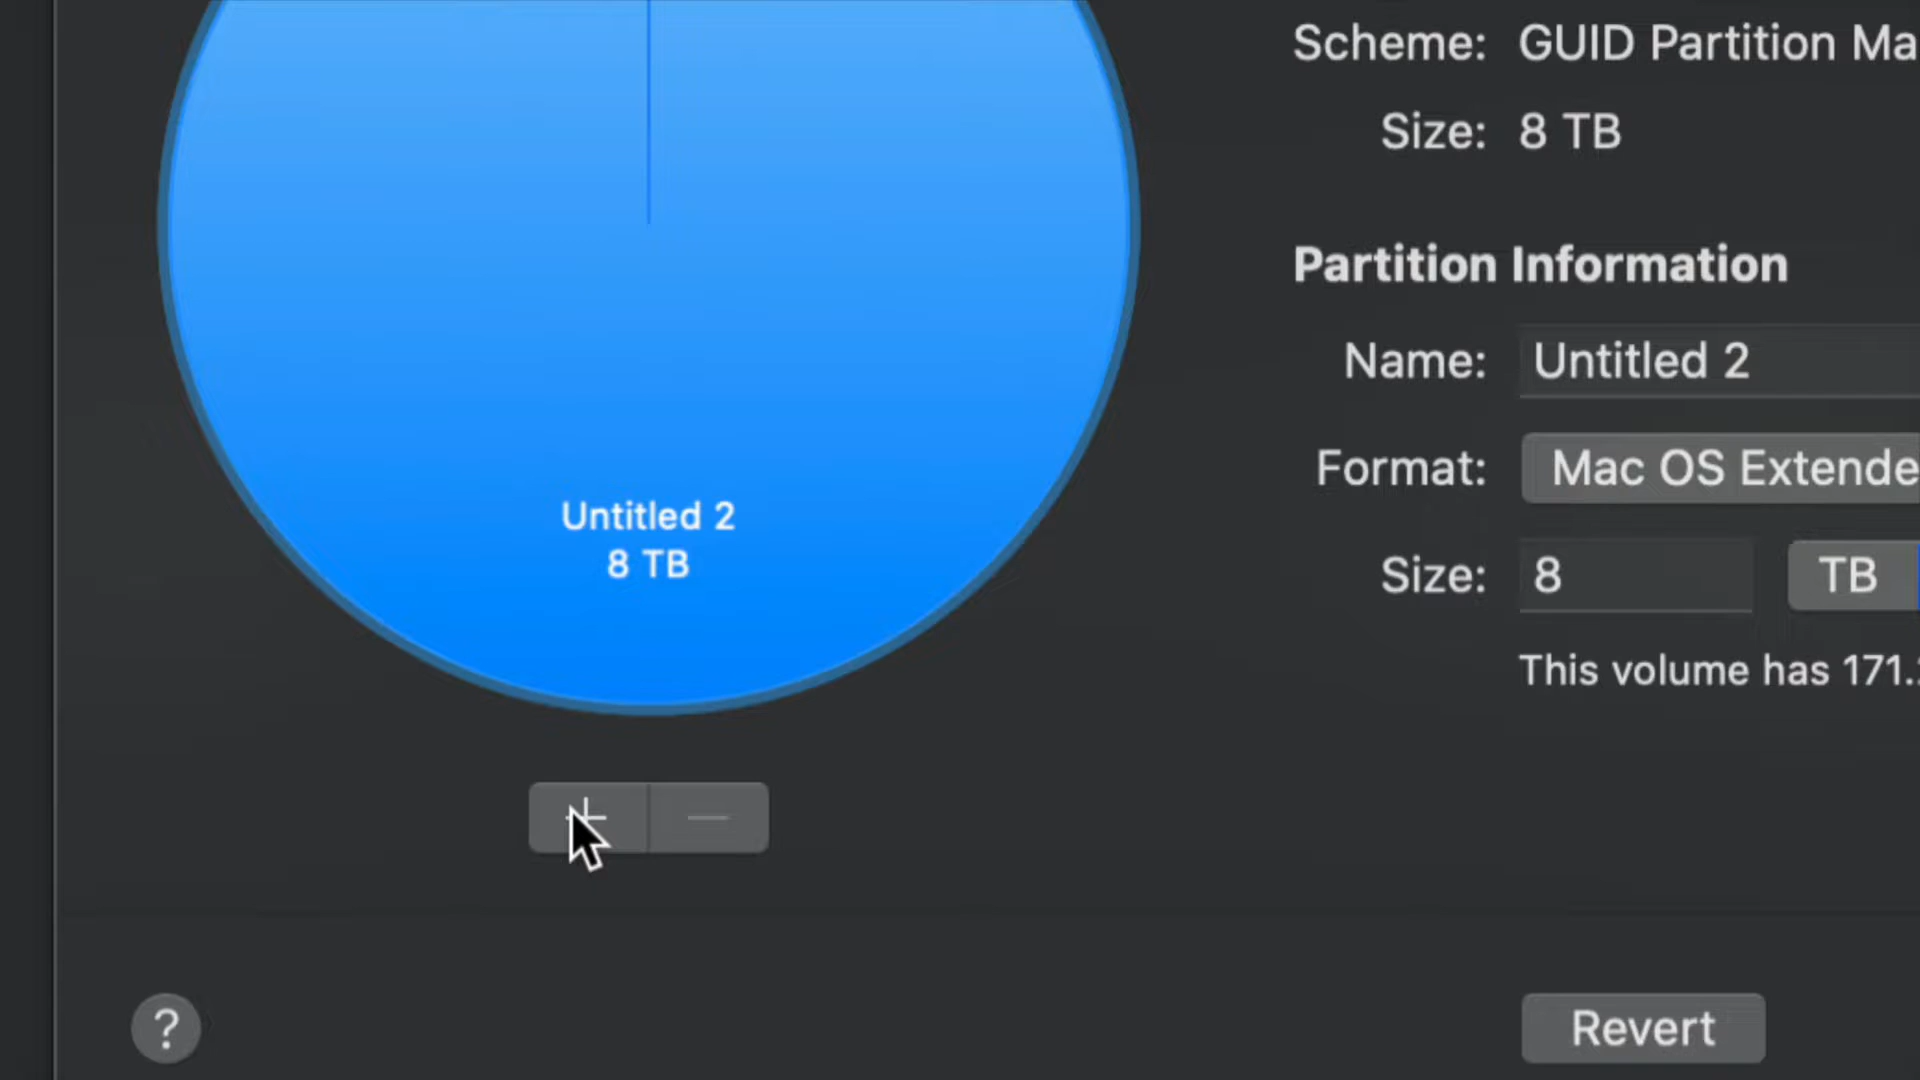 Scheme: GUID Partition Ma
Size: 8 TB
Partition Information
Name: Untitled 2
Format: Mac OS Extende
Untitled 2
8 TB
Size: 8 TB
This volume has 171.
+ −
? Revert